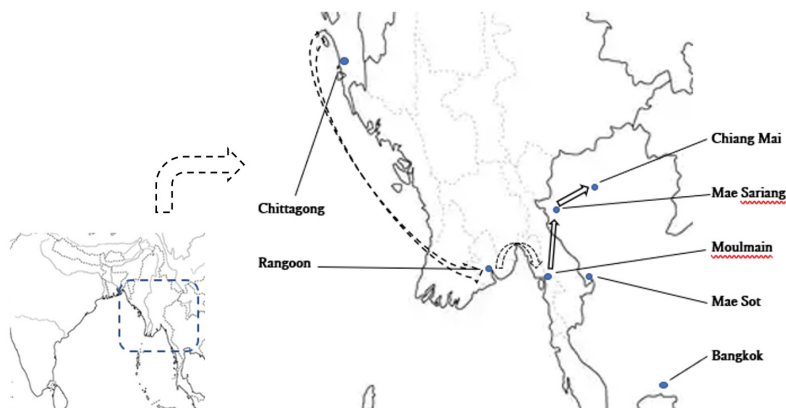 Chiang Mai
Mae Sariang
Chittagong
Moulmain
Rangoon
Mae Sot
Bangkok